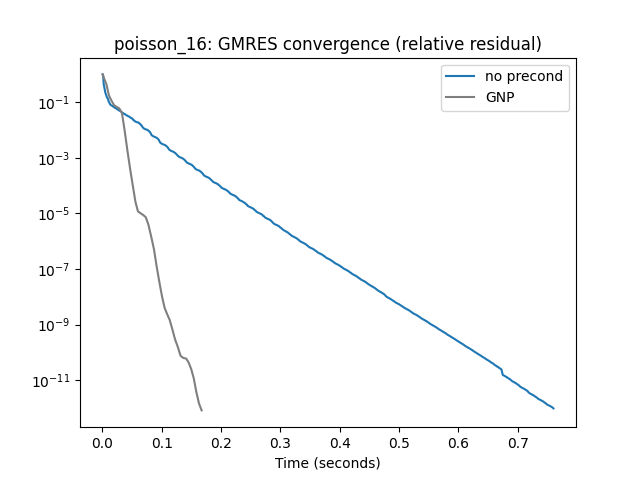 poisson_16: GMRES convergence (relative residual)
no precond
GNP
10⁻¹
10⁻³
10⁻⁵
10⁻⁷
10⁻⁹
10⁻¹¹
0.0 0.1 0.2 0.3 0.4 0.5 0.6 0.7
Time (seconds)